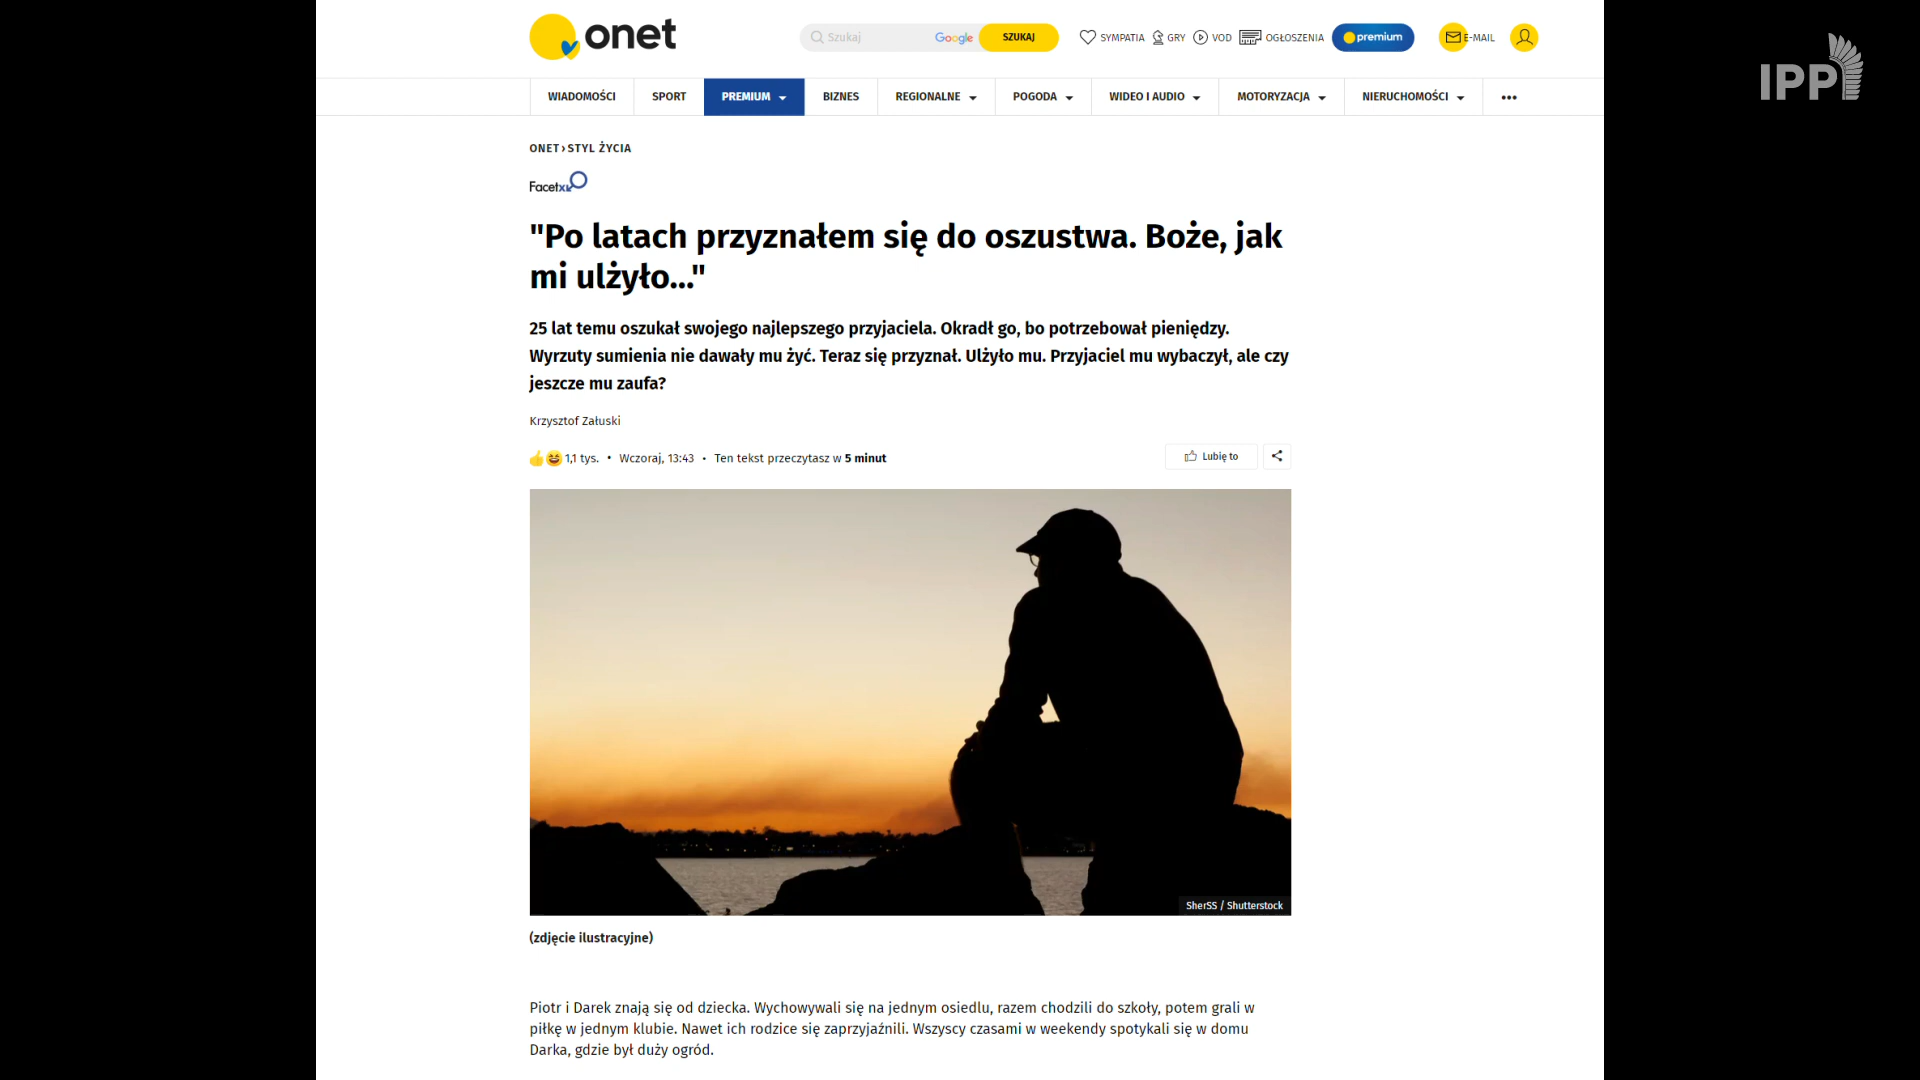 onet
Szukaj
Google
SZUKAJ
SYMPATIA
GRY
VOD
OGŁOSZENIA
premium
E-MAIL
IPP
WIADOMOŚCI
SPORT
PREMIUM
BIZNES
REGIONALNE
POGODA
WIDEO I AUDIO
MOTORYZACJA
NIERUCHOMOŚCI
ONET›STYL ŻYCIA
Facetxl
"Po latach przyznałem się do oszustwa. Boże, jak
mi ulżyło..."
25 lat temu oszukał swojego najlepszego przyjaciela. Okradł go, bo potrzebował pieniędzy.
Wyrzuty sumienia nie dawały mu żyć. Teraz się przyznał. Ulżyło mu. Przyjaciel mu wybaczył, ale czy
jeszcze mu zaufa?
Krzysztof Załuski
1,1 tys. • Wczoraj, 13:43 • Ten tekst przeczytasz w 5 minut
Lubię to
SherSS / Shutterstock
(zdjęcie ilustracyjne)
Piotr i Darek znają się od dziecka. Wychowywali się na jednym osiedlu, razem chodzili do szkoły, potem grali w
piłkę w jednym klubie. Nawet ich rodzice się zaprzyjaźnili. Wszyscy czasami w weekendy spotykali się w domu
Darka, gdzie był duży ogród.